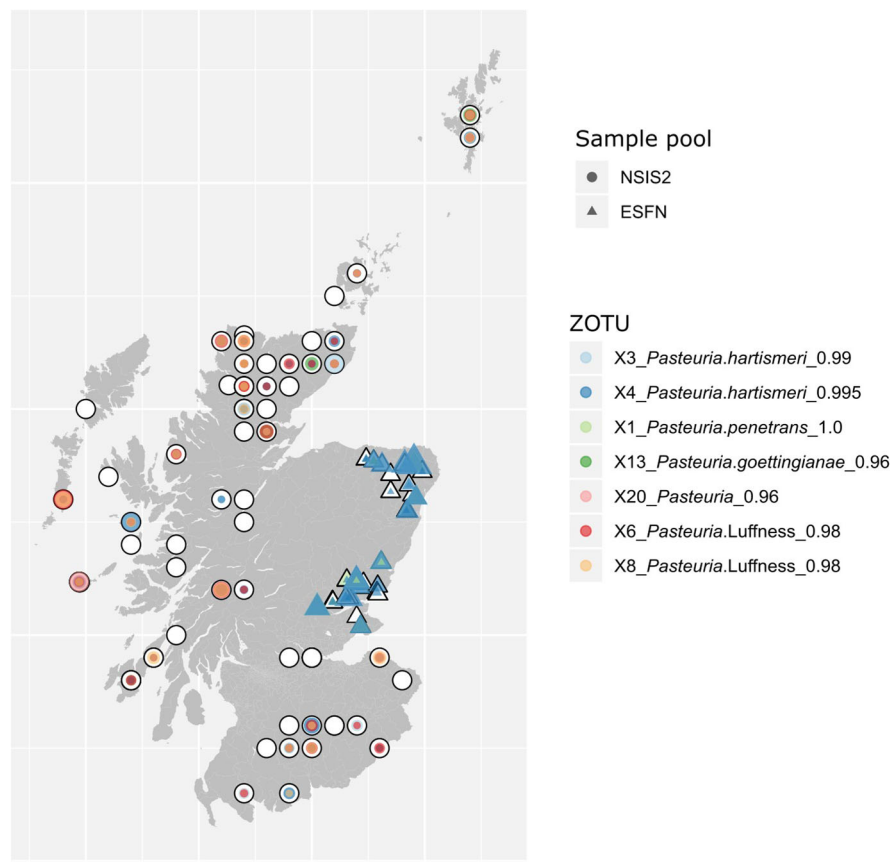 Sample pool
NSIS2
ESFN
ZOTU
X3_Pasteuria.hartismeri_0.99
X4_Pasteuria.hartismeri_0.995
X1_Pasteuria.penetrans_1.0
X13_Pasteuria.goettingianae_0.96
X20_Pasteuria_0.96
X6_Pasteuria.Luffness_0.98
X8_Pasteuria.Luffness_0.98